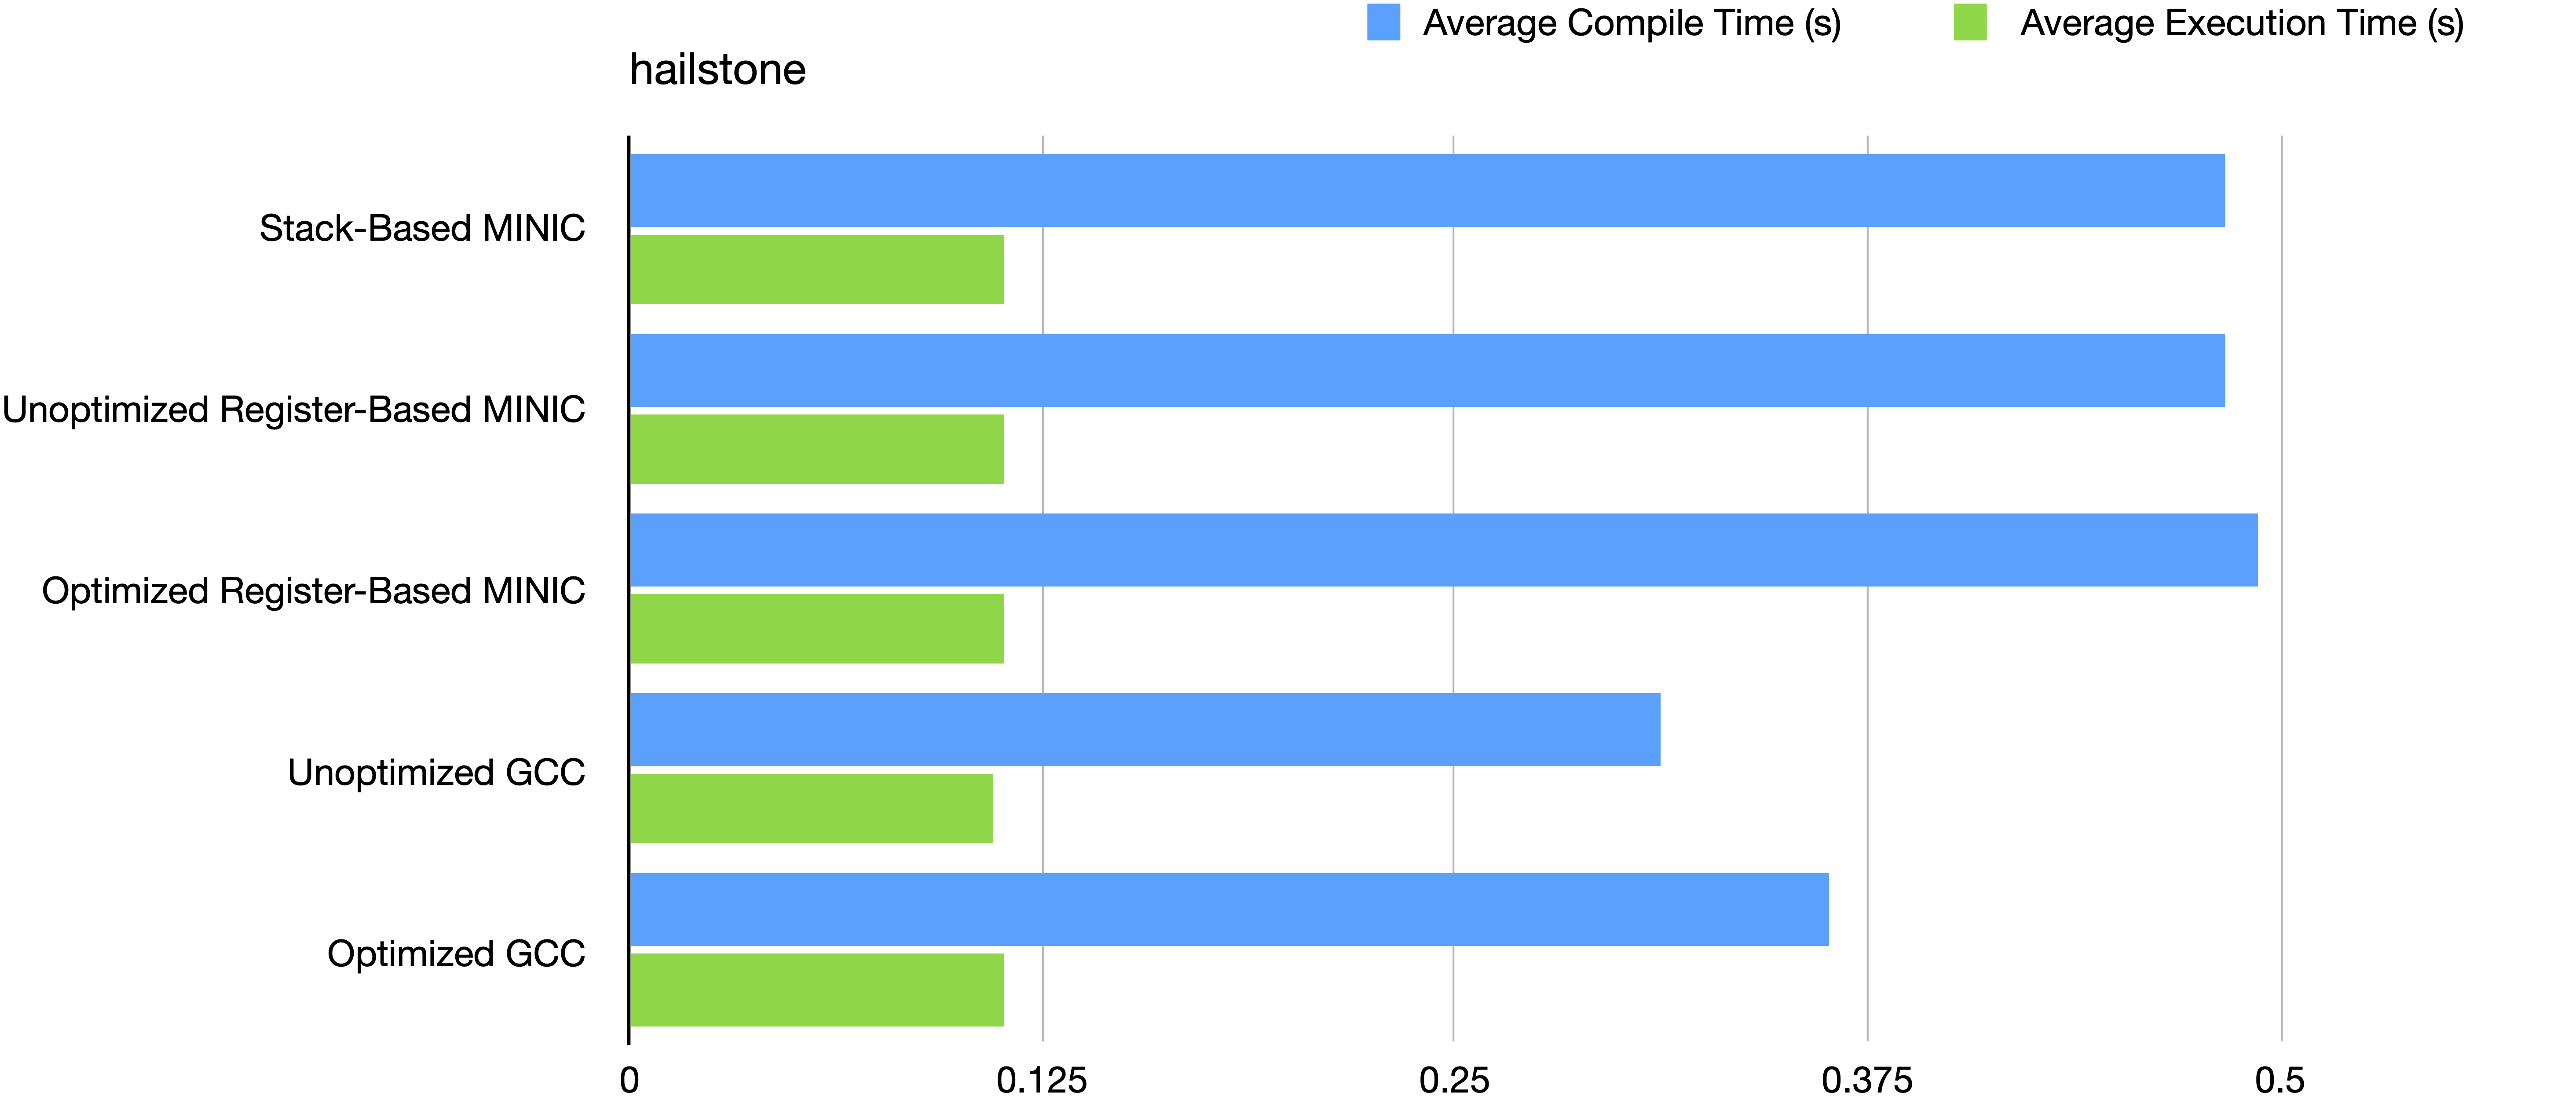 Average Compile Time (s) Average Execution Time (s)
hailstone
Stack-Based MINIC
Unoptimized Register-Based MINIC
Optimized Register-Based MINIC
Unoptimized GCC
Optimized GCC
0 0.125 0.25 0.375 0.5